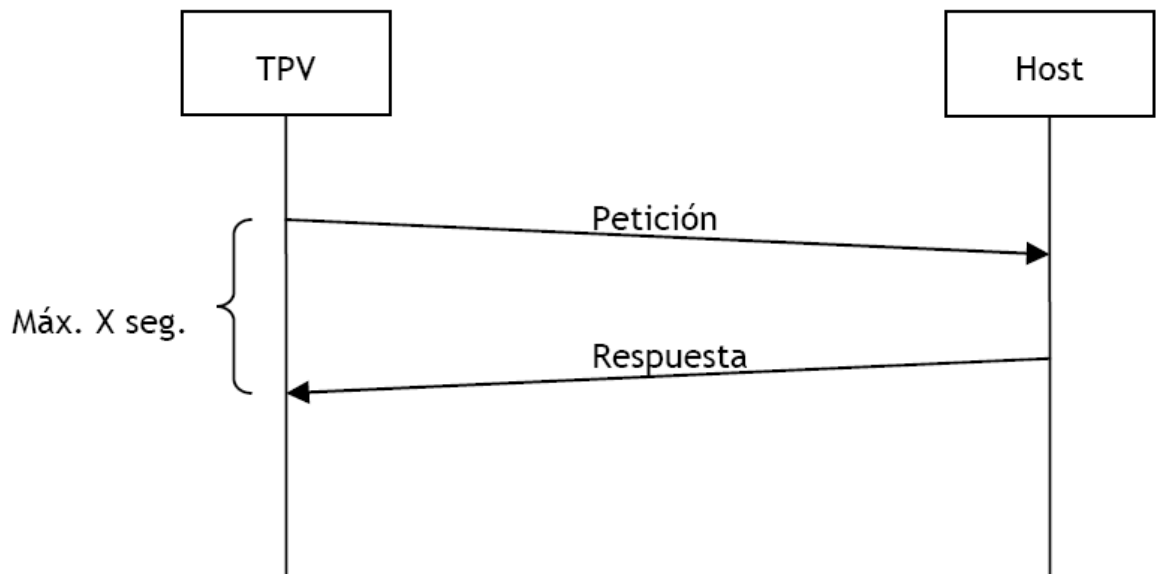 TPV
Host
Petición
Máx. X seg.
Respuesta